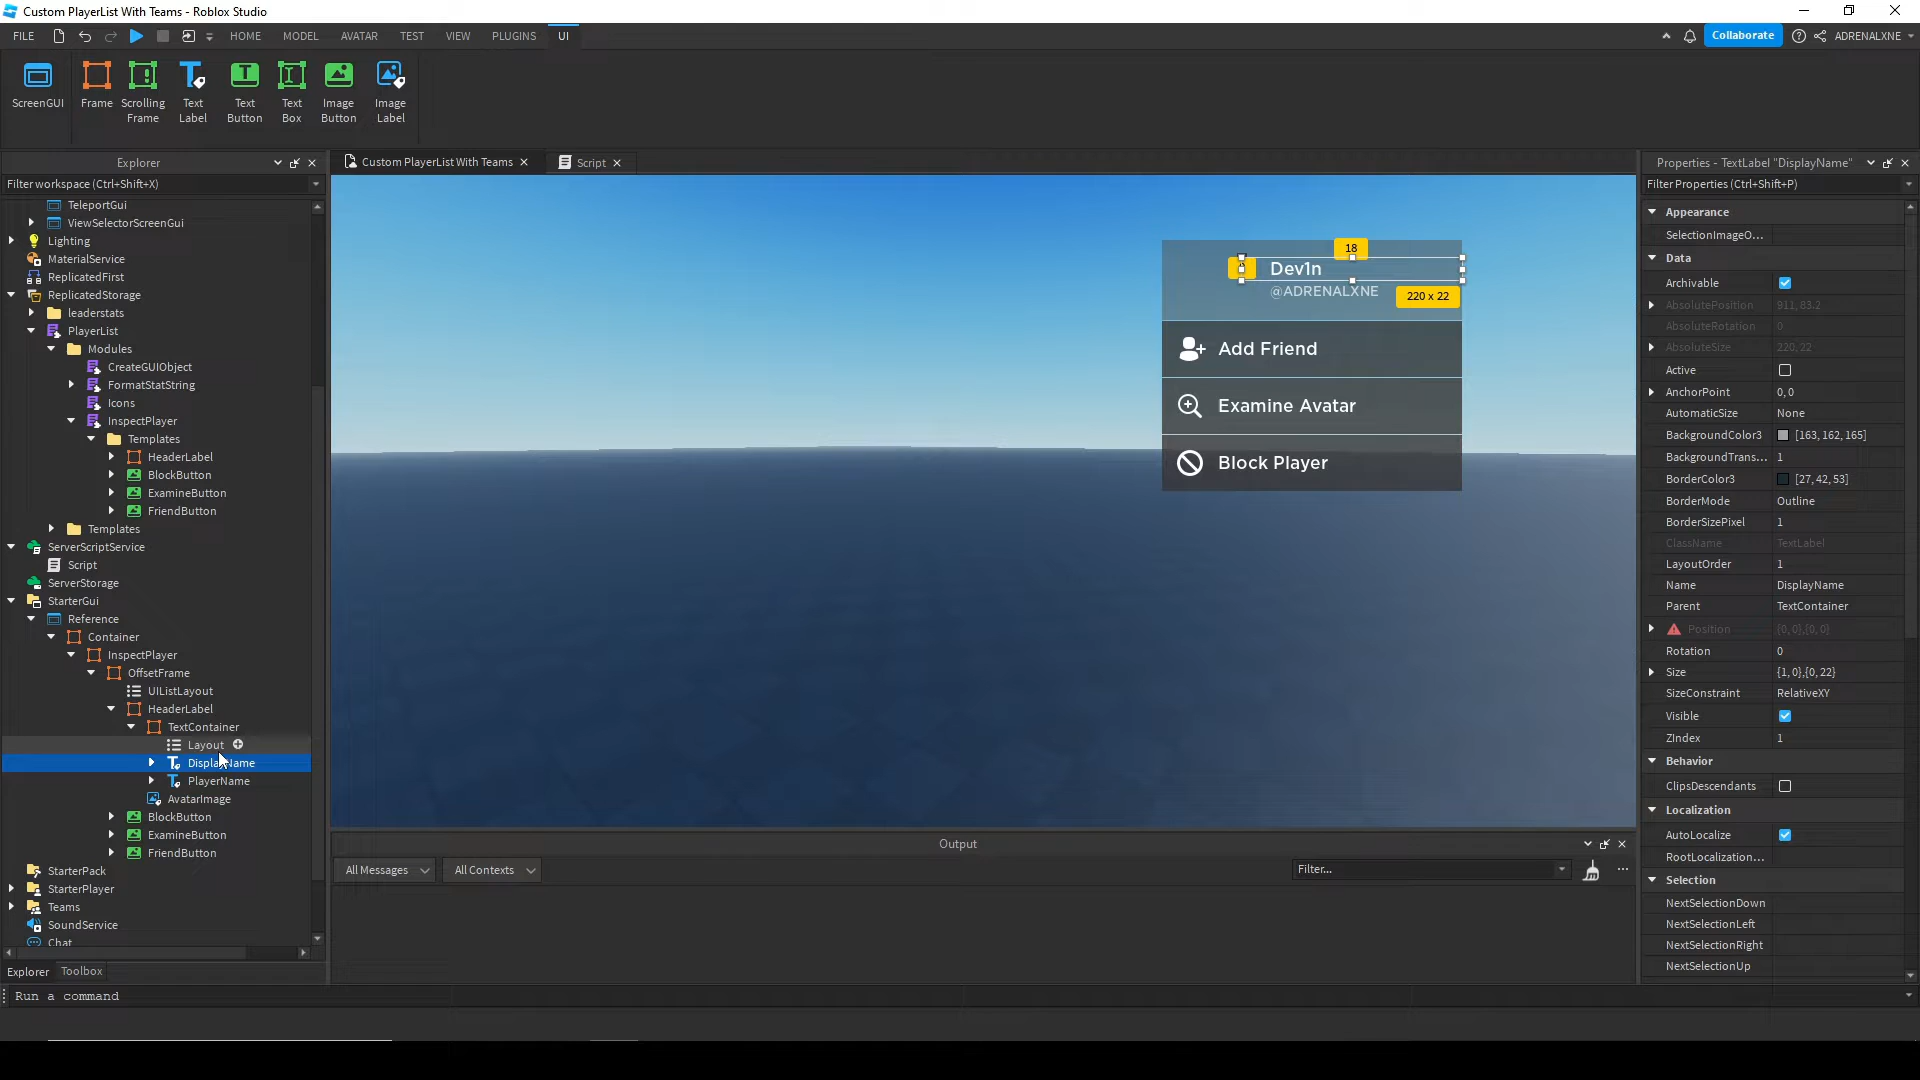 Custom PlayerList With Teams - Roblox Studio
FILE
HOME
MODEL
AVATAR
TEST
VIEW
PLUGINS
UI
Collaborate
ADRENALXNE
ScreenGUI
Frame
Scrolling
Frame
Text
Label
Text
Button
Text
Box
Image
Button
Image
Label
Explorer
Filter workspace (Ctrl+Shift+X)
TeleportGui
ViewSelectorScreenGui
Lighting
MaterialService
ReplicatedFirst
ReplicatedStorage
leaderstats
PlayerList
Modules
CreateGUIObject
FormatStatString
Icons
InspectPlayer
Templates
HeaderLabel
BlockButton
ExamineButton
FriendButton
Templates
ServerScriptService
Script
ServerStorage
StarterGui
Reference
Container
InspectPlayer
OffsetFrame
UIListLayout
HeaderLabel
TextContainer
Layout
DisplayName
PlayerName
AvatarImage
BlockButton
ExamineButton
FriendButton
StarterPack
StarterPlayer
Teams
SoundService
Chat
Explorer
Toolbox
Run a command
Custom PlayerList With Teams
Script
18
Dev1n
@ADRENALXNE
220 x 22
Add Friend
Examine Avatar
Block Player
Output
All Messages
All Contexts
Filter...
Properties - TextLabel "DisplayName"
Filter Properties (Ctrl+Shift+P)
Appearance
SelectionImageO...
Data
Archivable
AbsolutePosition 911, 83.2
AbsoluteRotation 0
AbsoluteSize 220, 22
Active
AnchorPoint 0, 0
AutomaticSize None
BackgroundColor3 [163, 162, 165]
BackgroundTrans... 1
BorderColor3 [27, 42, 53]
BorderMode Outline
BorderSizePixel 1
ClassName TextLabel
LayoutOrder 1
Name DisplayName
Parent TextContainer
Position {0, 0},{0, 0}
Rotation 0
Size {1, 0},{0, 22}
SizeConstraint RelativeXY
Visible
ZIndex 1
Behavior
ClipsDescendants
Localization
AutoLocalize
RootLocalization...
Selection
NextSelectionDown
NextSelectionLeft
NextSelectionRight
NextSelectionUp